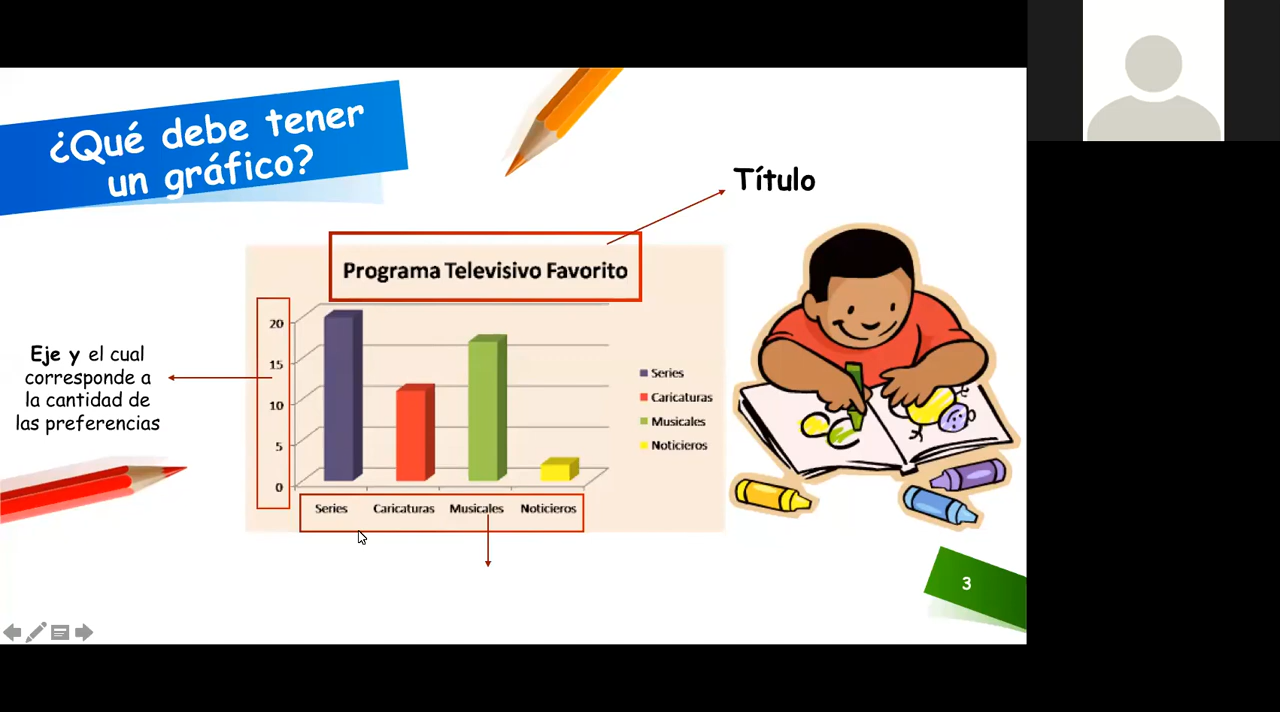 ¿Qué debe tener
un gráfico?
Título
Programa Televisivo Favorito
20
15
10
5
0
Eje y el cual
corresponde a
la cantidad de
las preferencias
Series
Caricaturas
Musicales
Noticieros
Series Caricaturas Musicales Noticieros
3